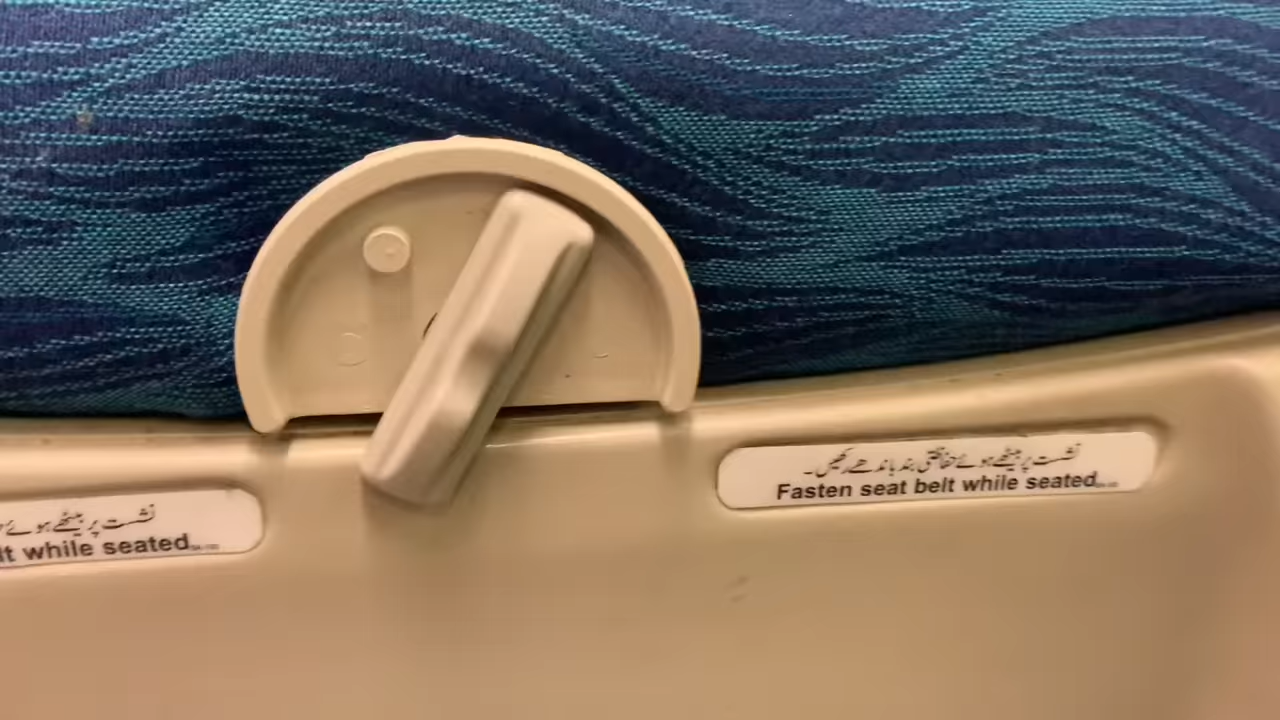 نشست پر بیٹھے ہوئے
lt while seated
نشست پر بیٹھے ہوئے حفاظتی بند باندھے رکھیں۔
Fasten seat belt while seated